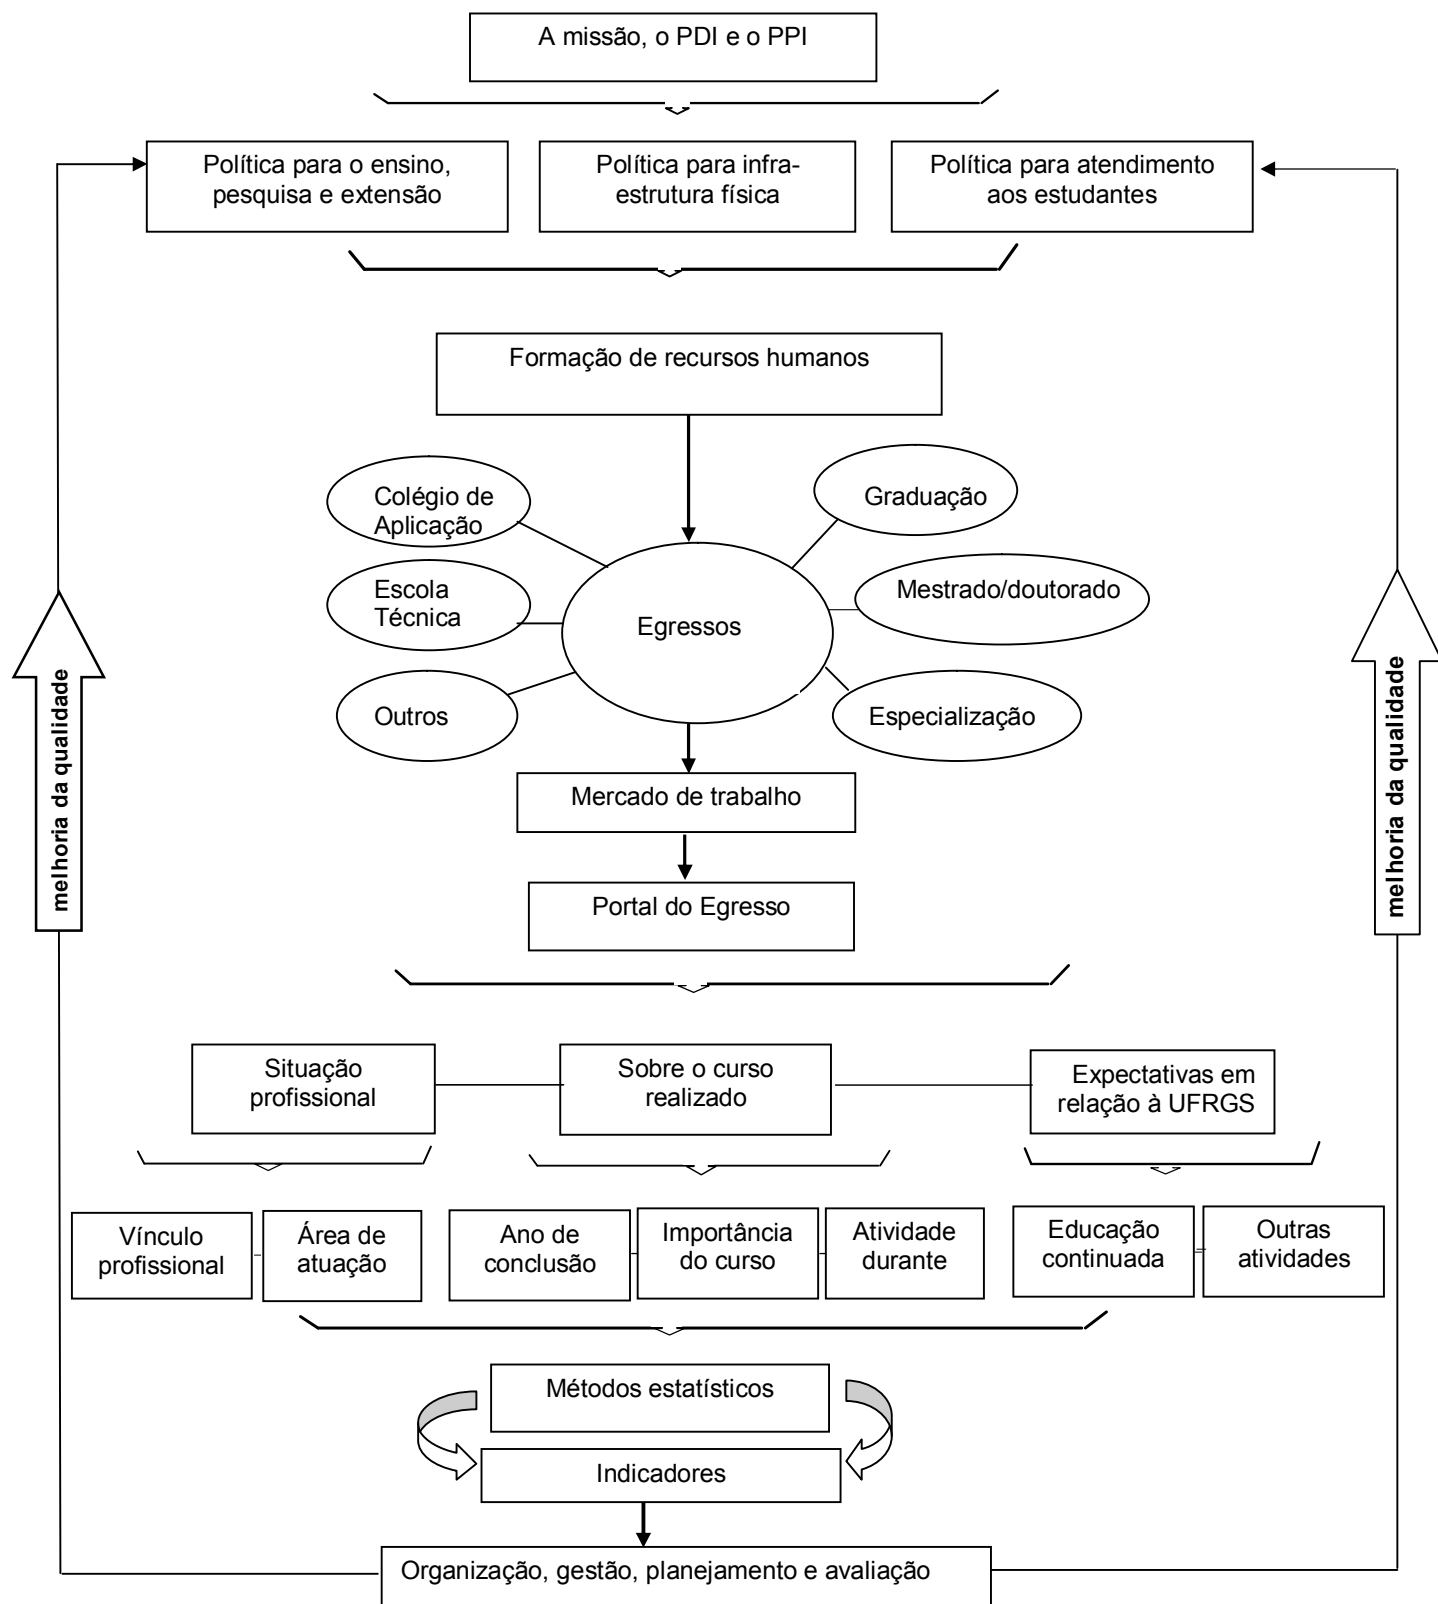 A missão, o PDI e o PPI
Política para o ensino,
pesquisa e extensão
Política para infra-
estrutura física
Política para atendimento
aos estudantes
Formação de recursos humanos
Colégio de
Aplicação
Graduação
Escola
Técnica
Mestrado/doutorado
Egressos
Outros
Especialização
melhoria da qualidade
melhoria da qualidade
Mercado de trabalho
Portal do Egresso
Situação
profissional
Sobre o curso
realizado
Expectativas em
relação à UFRGS
Vínculo
profissional
Área de
atuação
Ano de
conclusão
Importância
do curso
Atividade
durante
Educação
continuada
Outras
atividades
Métodos estatísticos
Indicadores
Organização, gestão, planejamento e avaliação